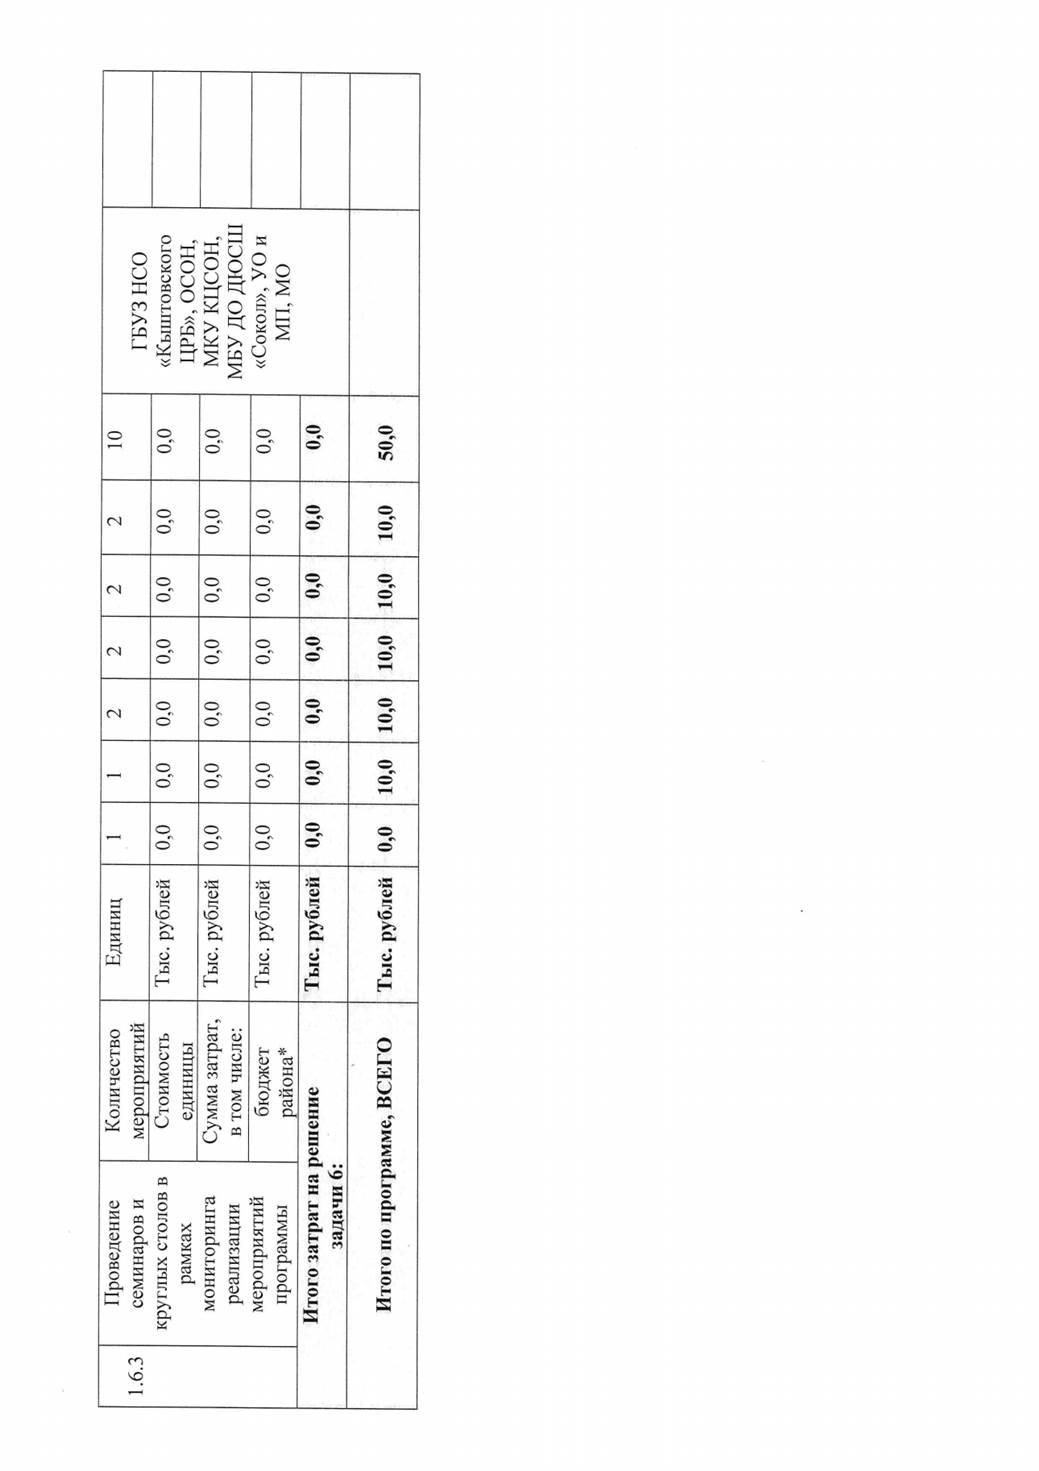 1.6.3
Проведение
семинаров и
круглых столов в
рамках
мониторинга
реализации
мероприятий
программы
Количество
мероприятий
Единиц
1
1
2
2
2
2
10
ГБУЗ НСО
«Кыштовского
ЦРБ», ОСОН,
МКУ КЦСОН,
МБУ ДО ДЮСШ
«Сокол», УО и
МП, МО
Стоимость
единицы
Тыс. рублей
0,0
0,0
0,0
0,0
0,0
0,0
0,0
Сумма затрат,
в том числе:
Тыс. рублей
0,0
0,0
0,0
0,0
0,0
0,0
0,0
бюджет
района*
Тыс. рублей
0,0
0,0
0,0
0,0
0,0
0,0
0,0
Итого затрат на решение
задачи 6:
Тыс. рублей
0,0
0,0
0,0
0,0
0,0
0,0
0,0
Итого по программе, ВСЕГО
Тыс. рублей
0,0
10,0
10,0
10,0
10,0
10,0
50,0